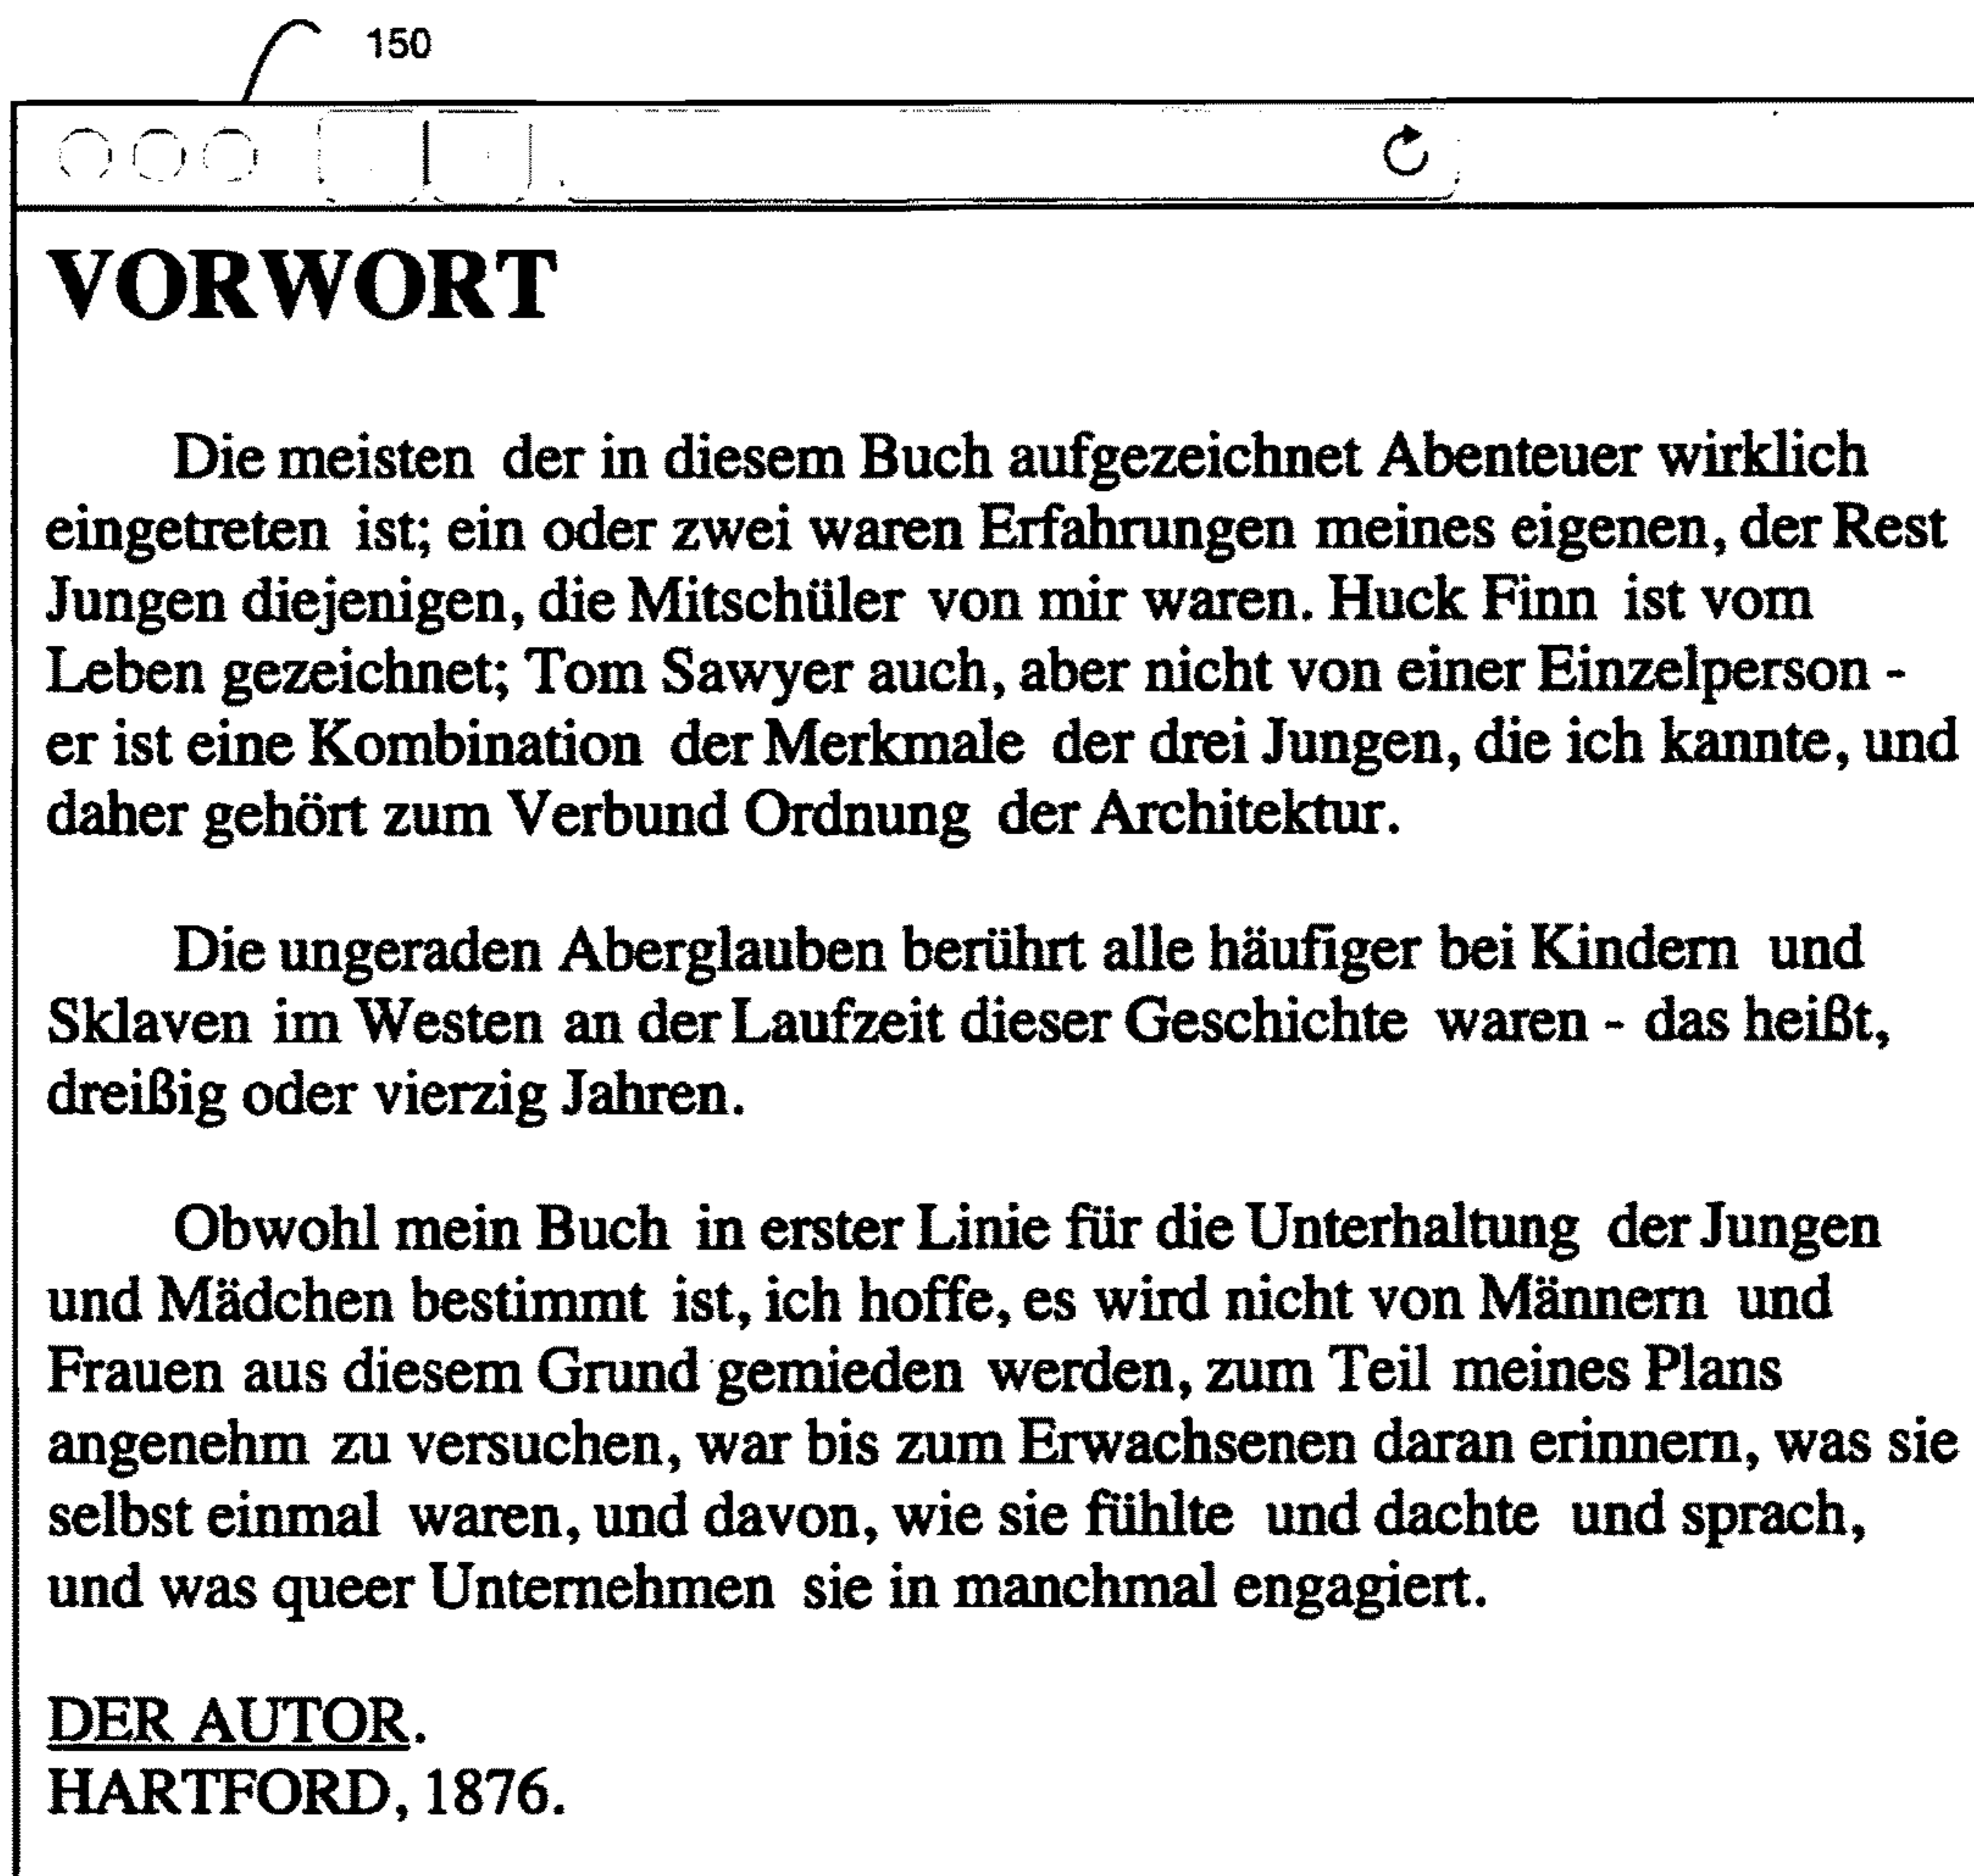 150
VORWORT
Die meisten der in diesem Buch aufgezeichnet Abenteuer wirklich
eingetreten ist; ein oder zwei waren Erfahrungen meines eigenen, der Rest
Jungen diejenigen, die Mitschüler von mir waren. Huck Finn ist vom
Leben gezeichnet; Tom Sawyer auch, aber nicht von einer Einzelperson -
er ist eine Kombination der Merkmale der drei Jungen, die ich kannte, und
daher gehört zum Verbund Ordnung der Architektur.
Die ungeraden Aberglauben berührt alle häufiger bei Kindern und
Sklaven im Westen an der Laufzeit dieser Geschichte waren - das heißt,
dreißig oder vierzig Jahren.
Obwohl mein Buch in erster Linie für die Unterhaltung der Jungen
und Mädchen bestimmt ist, ich hoffe, es wird nicht von Männern und
Frauen aus diesem Grund gemieden werden, zum Teil meines Plans
angenehm zu versuchen, war bis zum Erwachsenen daran erinnern, was sie
selbst einmal waren, und davon, wie sie fühlte und dachte und sprach,
und was queer Unternehmen sie in manchmal engagiert.
DER AUTOR.
HARTFORD, 1876.